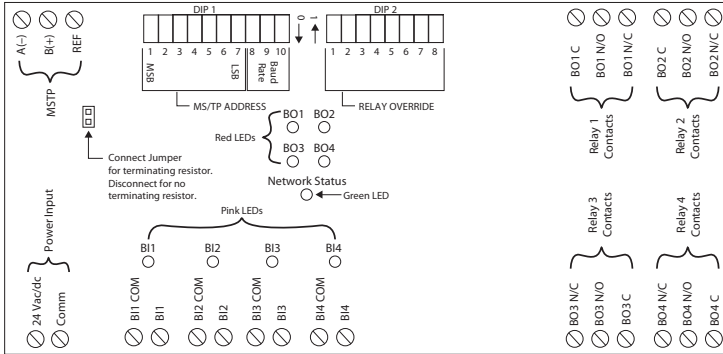 DIP 1
DIP 2
0
1
1 2 3 4 5 6 7 8 9 10
1 2 3 4 5 6 7 8
MSB
LSB
Baud
Rate
MS/TP ADDRESS
RELAY OVERRIDE
A(−)
B(+)
REF
MSTP
Connect Jumper
for terminating resistor.
Disconnect for no
terminating resistor.
BO1 BO2
Red LEDs
BO3 BO4
Network Status
Green LED
Pink LEDs
BI1 BI2 BI3 BI4
Power Input
24 Vac/dc
Comm
BI1 COM
BI1
BI2 COM
BI2
BI3 COM
BI3
BI4 COM
BI4
BO1 C
BO1 N/O
BO1 N/C
BO2 C
BO2 N/O
BO2 N/C
Relay 1
Contacts
Relay 2
Contacts
Relay 3
Contacts
Relay 4
Contacts
BO3 N/C
BO3 N/O
BO3 C
BO4 N/C
BO4 N/O
BO4 C